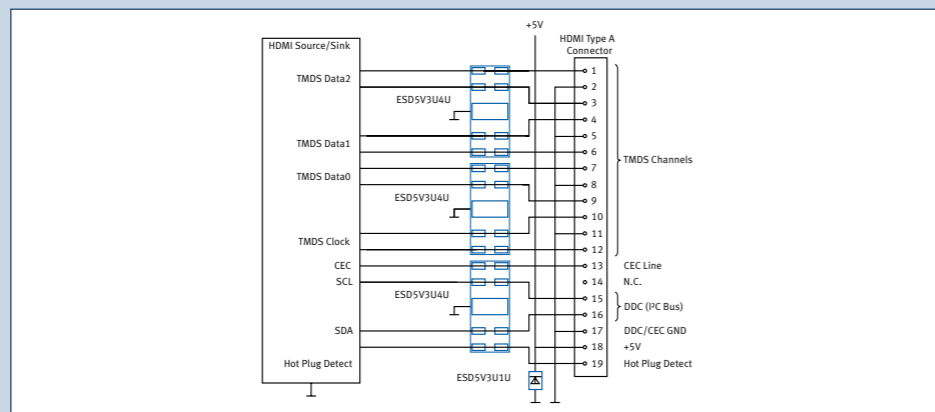 +5V
HDMI Source/Sink
HDMI Type A
Connector
TMDS Data2
ESD5V3U4U
TMDS Data1
TMDS Data0
ESD5V3U4U
TMDS Clock
CEC
SCL
ESD5V3U4U
SDA
Hot Plug Detect
ESD5V3U1U
1
2
3
4
5
6
7
8
9
10
11
12
13
14
15
16
17
18
19
TMDS Channels
CEC Line
N.C.
DDC (I²C Bus)
DDC/CEC GND
+5V
Hot Plug Detect